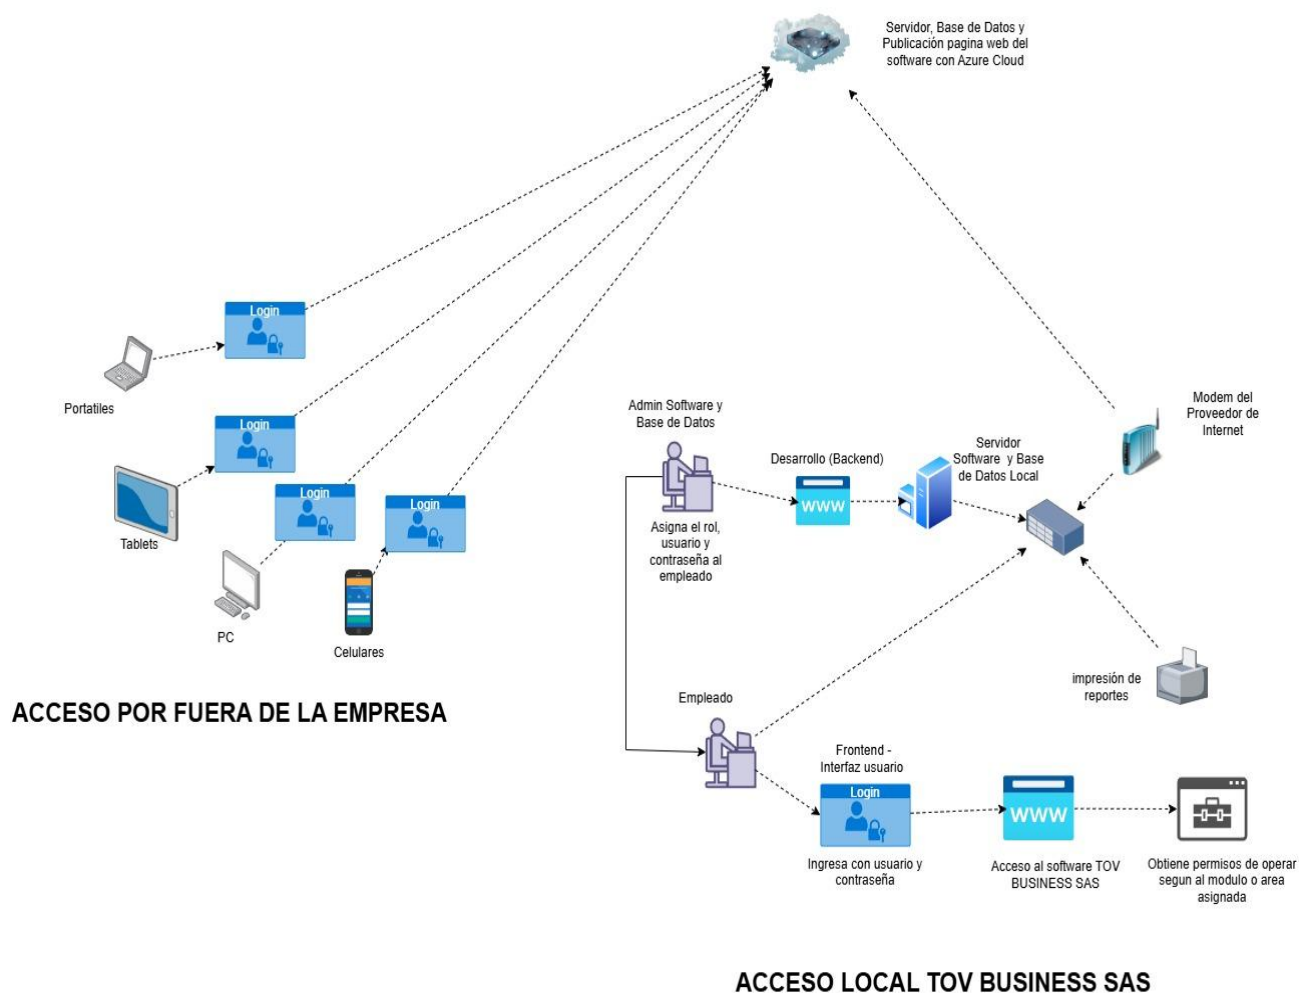 Servidor, Base de Datos y
Publicación pagina web del
software con Azure Cloud
Login
Portatiles
Login
Tablets
Login
PC
Login
Celulares
ACCESO POR FUERA DE LA EMPRESA
Modem del
Proveedor de
Internet
Admin Software y
Base de Datos
Asigna el rol,
usuario y
contraseña al
empleado
Desarrollo (Backend)
WWW
Servidor
Software y Base
de Datos Local
impresión de
reportes
Empleado
Frontend -
Interfaz usuario
Login
Ingresa con usuario y
contraseña
WWW
Acceso al software TOV
BUSINESS SAS
Obtiene permisos de operar
segun al modulo o area
asignada
ACCESO LOCAL TOV BUSINESS SAS